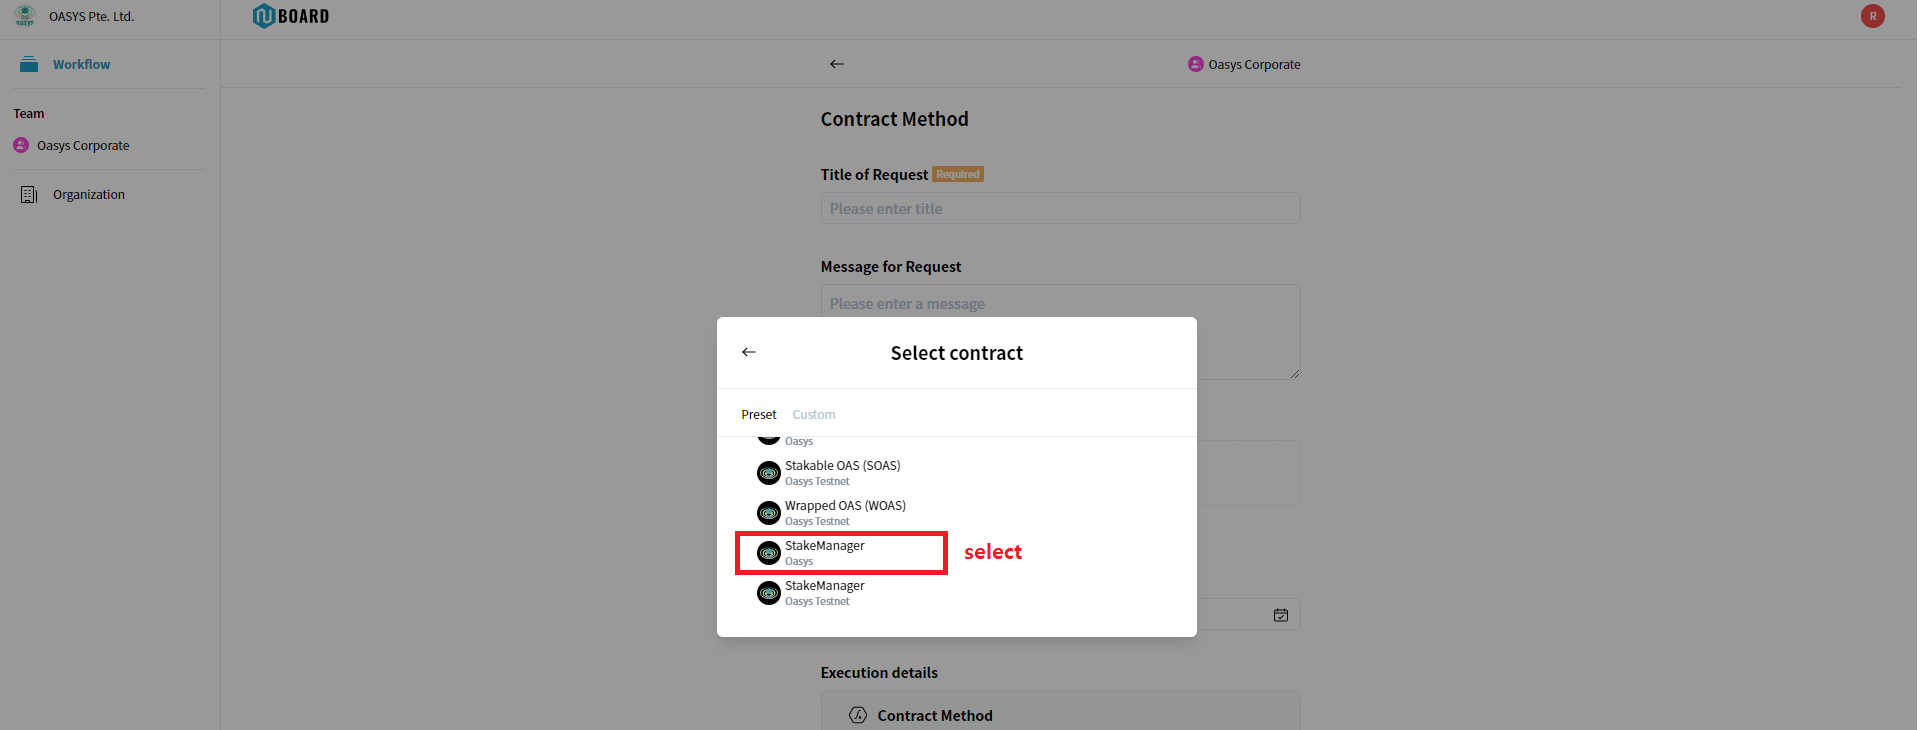 OASYS Pte. Ltd.
oasys
BOARD
R
Workflow
Oasys Corporate
Team
Oasys Corporate
Organization
Contract Method
Title of Request Required
Please enter title
Message for Request
Please enter a message
Select contract
Preset Custom
Oasys
Stakable OAS (SOAS)
Oasys Testnet
Wrapped OAS (WOAS)
Oasys Testnet
StakeManager
Oasys
select
StakeManager
Oasys Testnet
Execution details
Contract Method